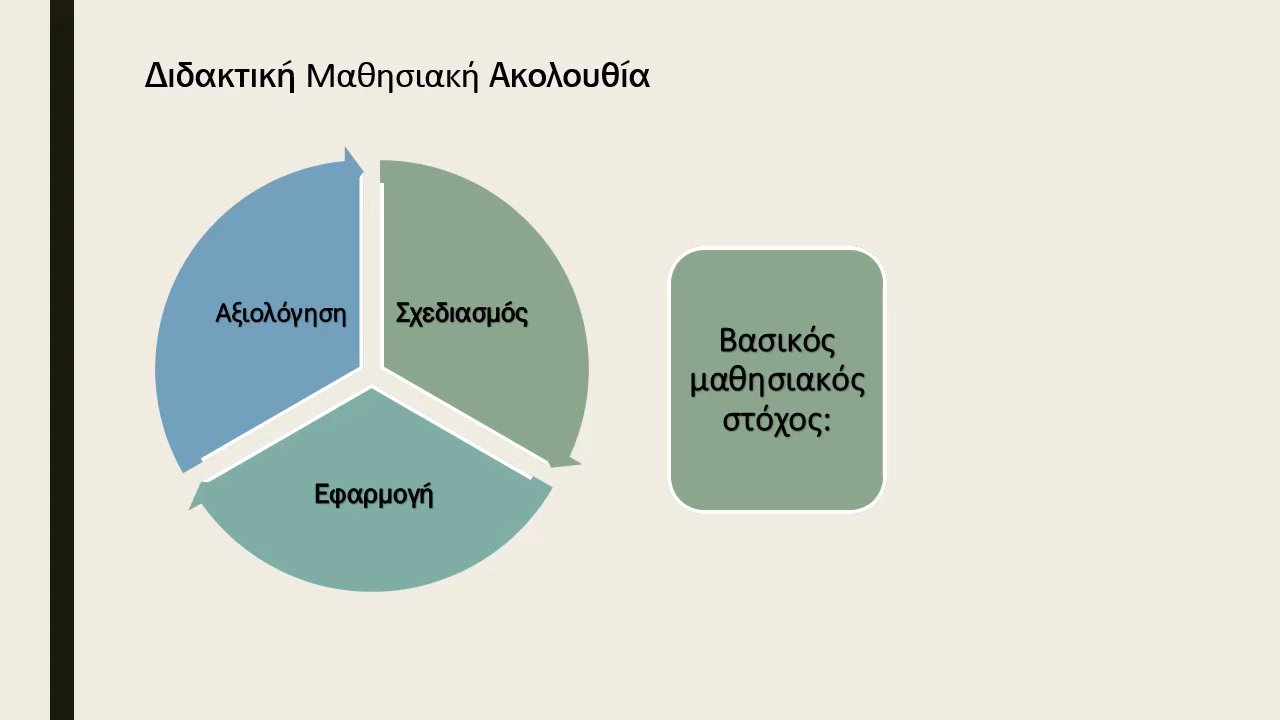 Διδακτική Μαθησιακή Ακολουθία
Αξιολόγηση
Σχεδιασμός
Εφαρμογή
Βασικός
μαθησιακός
στόχος: